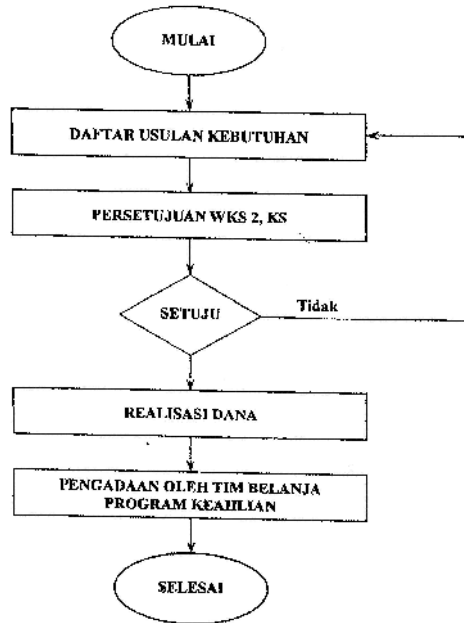 MULAI
DAFTAR USULAN KEBUTUHAN
PERSETUJUAN WKS 2, KS
SETUJU
Tidak
REALISASI DANA
PENGADAAN OLEH TIM BELANJA
PROGRAM KEAHLIAN
SELESAI